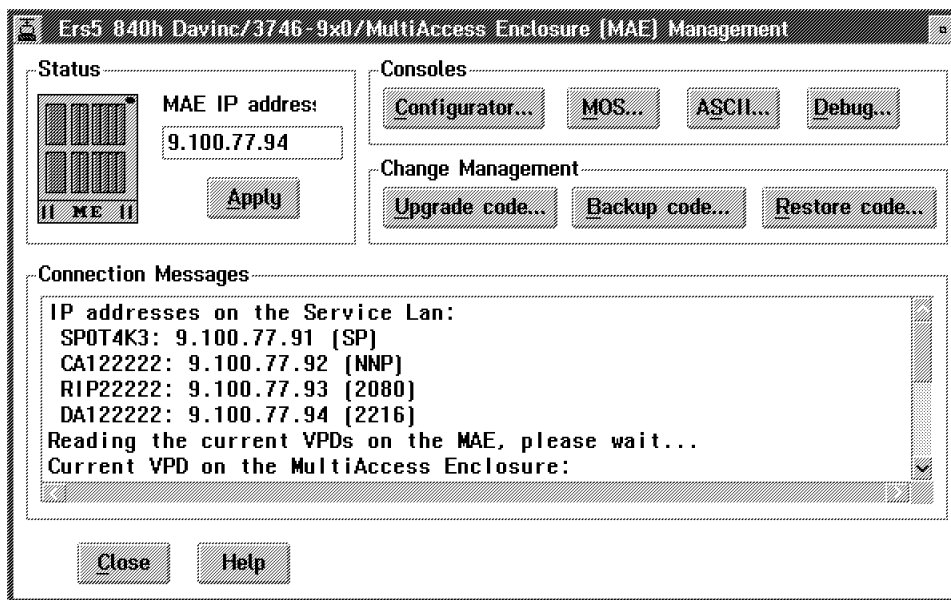 Ers5 840h Davinc/3746-9x0/MultiAccess Enclosure (MAE) Management
Status
MAE IP address
9.100.77.94
Apply
ME
Consoles
Configurator...
MOS...
ASCII...
Debug...
Change Management
Upgrade code...
Backup code...
Restore code...
Connection Messages
IP addresses on the Service Lan:
SP0T4K3: 9.100.77.91 (SP)
CA122222: 9.100.77.92 (NNP)
RIP22222: 9.100.77.93 (2080)
DA122222: 9.100.77.94 (2216)
Reading the current VPDs on the MAE, please wait...
Current VPD on the MultiAccess Enclosure:
Close
Help